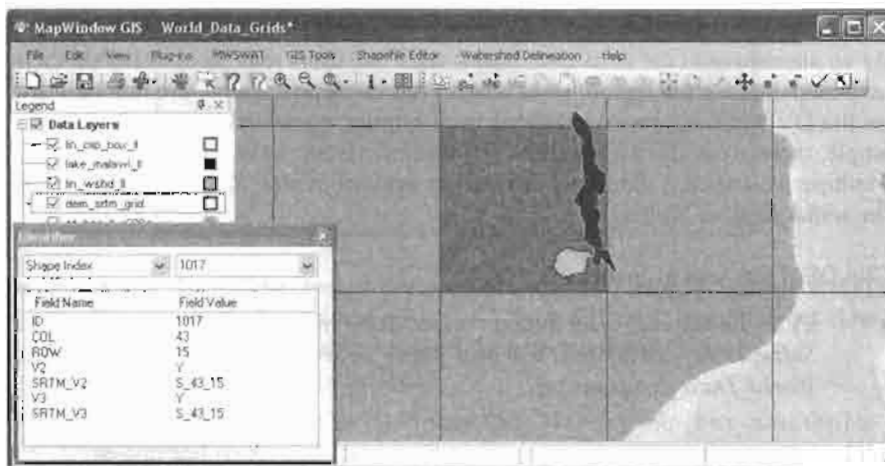 MapWindow GIS World_Data_Grids*
File Edit View Plug-ins MWSWAT GIS Tools Shapefile Editor Watershed Delineation Help
Legend
Data Layers
lake_malawi_ll
lin_wshd_ll
dem_srtm_grid
Shape Index 1017
Field Name Field Value
ID 1017
COL 43
ROW 15
V2 Y
SRTM_V2 S_43_15
V3 Y
SRTM_V3 S_43_15